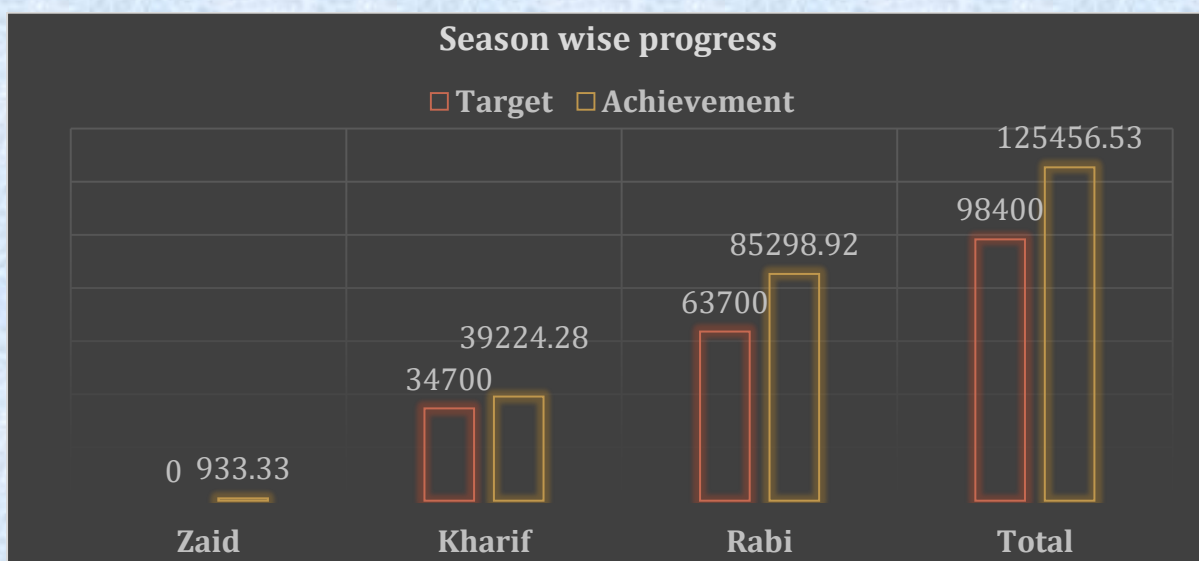 Season wise progress
Target Achievement
125456.53
98400
85298.92
63700
39224.28
34700
0 933.33
Zaid Kharif Rabi Total